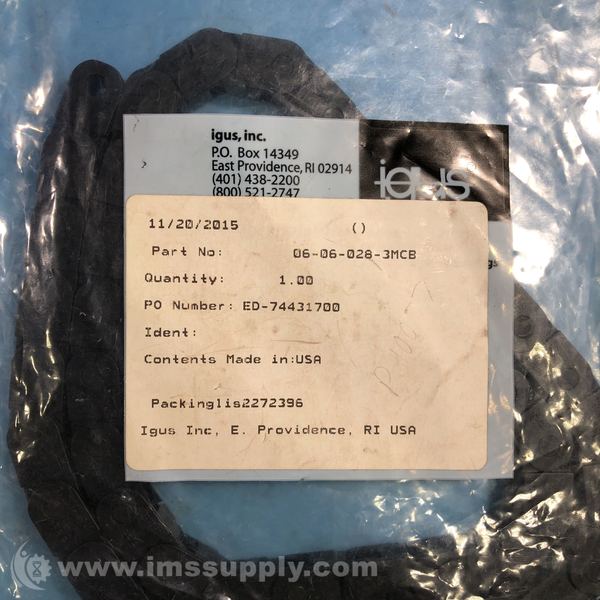 igus, inc.
P.O. Box 14349
East Providence, RI 02914
(401) 438-2200
(800) 521-2747
igus
11/20/2015 ()
Part No: 06-06-028-3MCB
Quantity: 1.00
PO Number: ED-74431700
Ident:
Contents Made in:USA
Packinglis2272396
Igus Inc, E. Providence, RI USA
www.imssupply.com